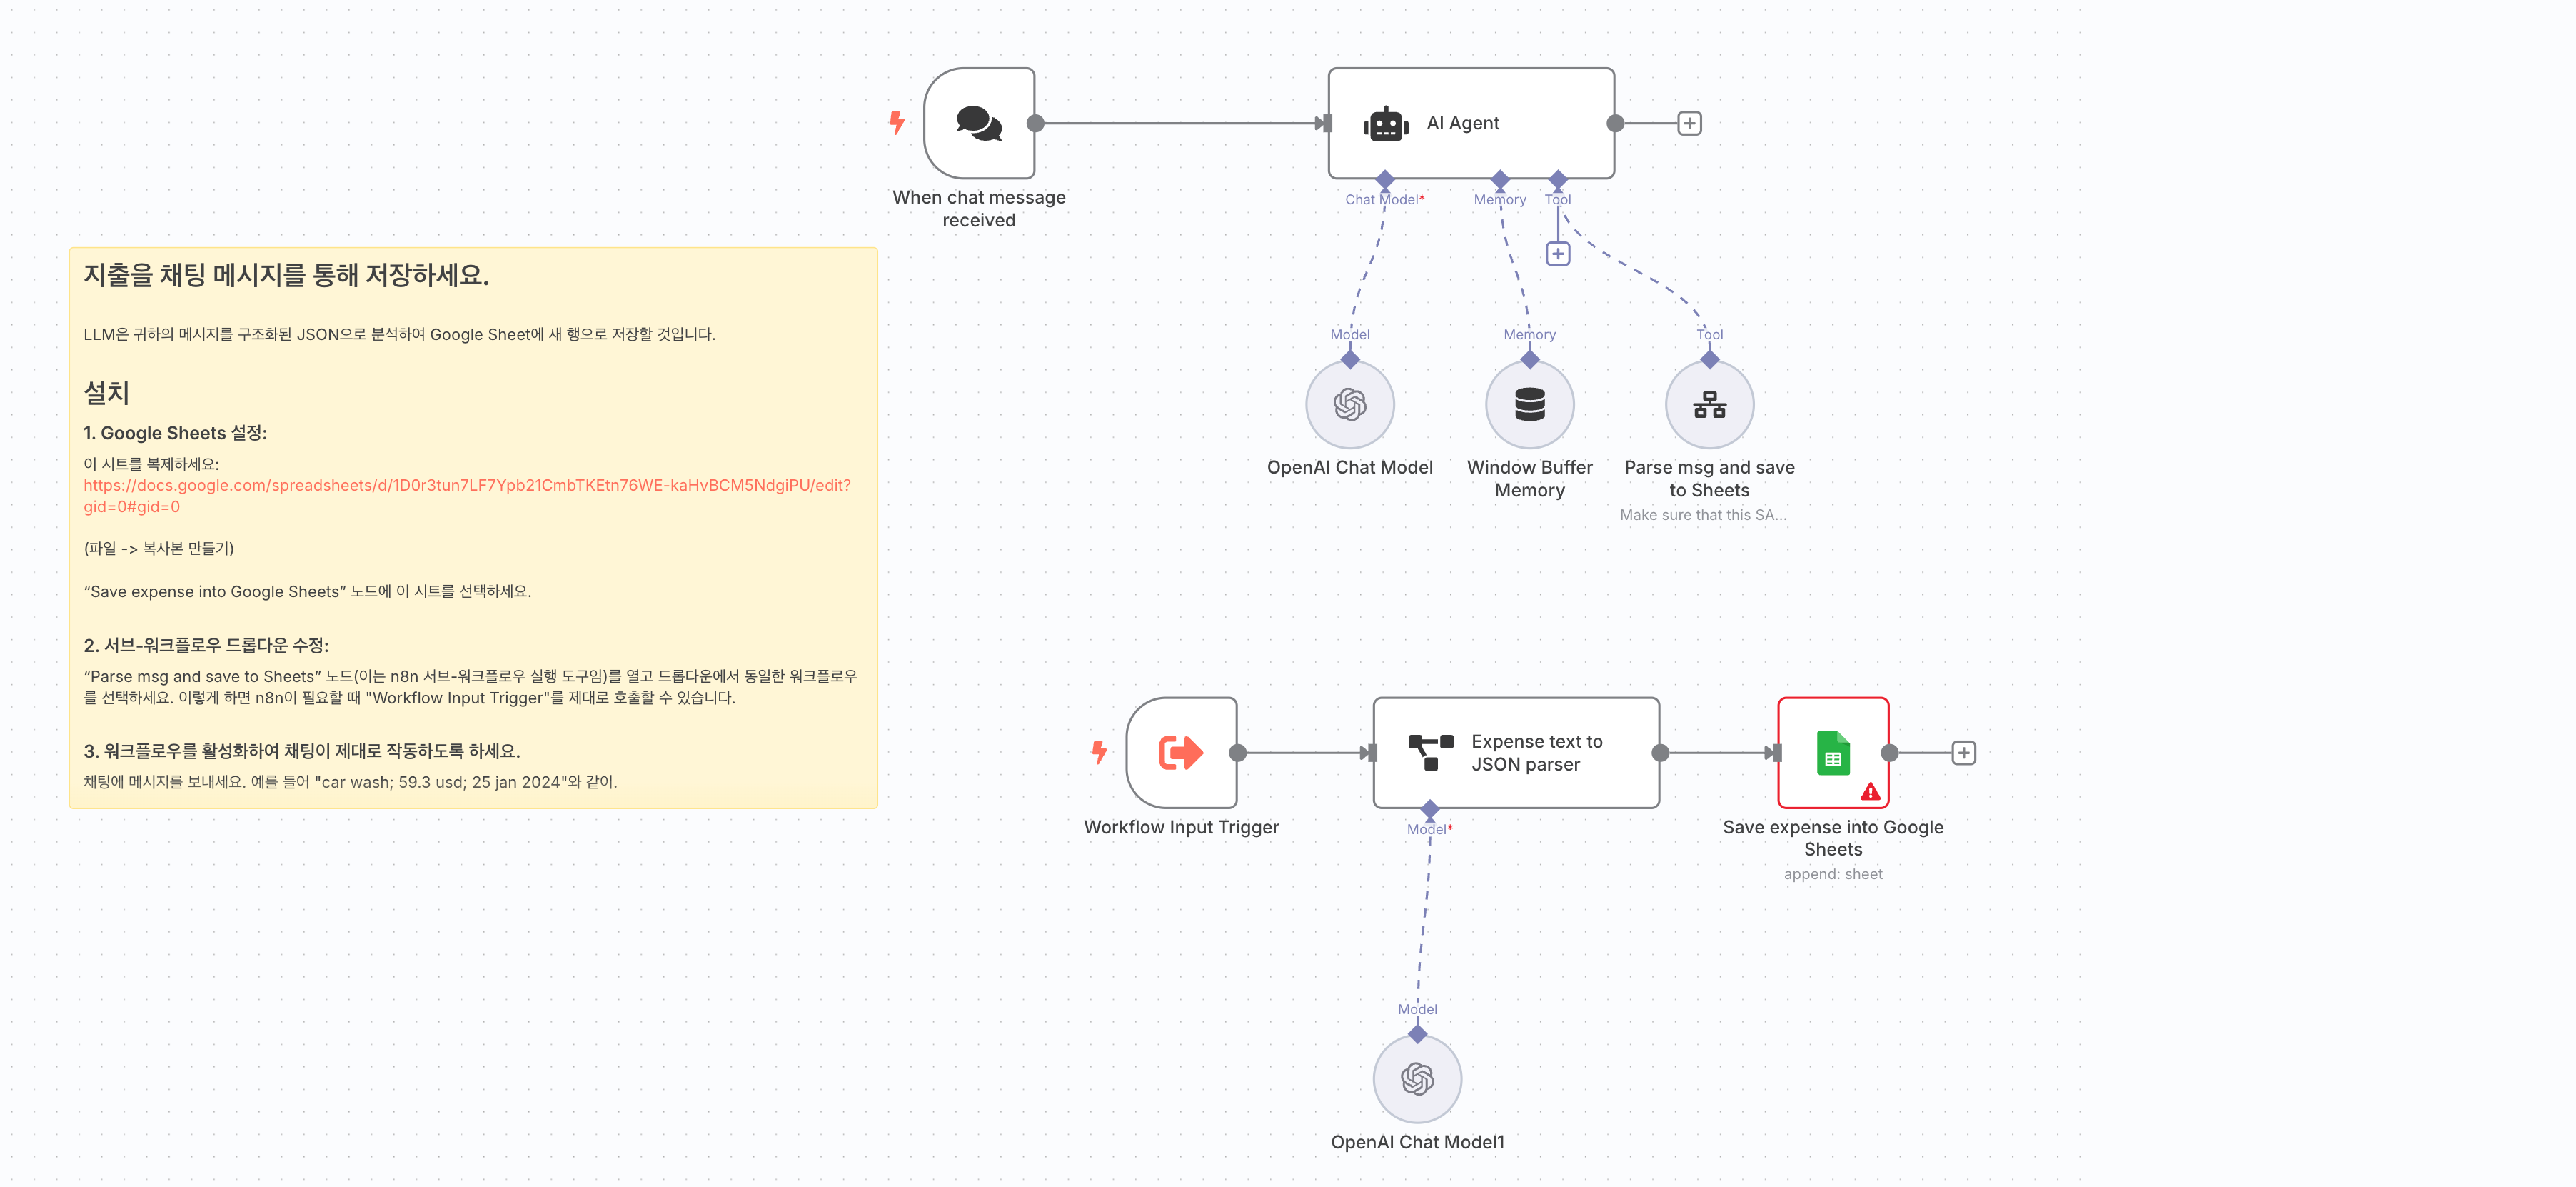 When chat message
received
AI Agent
Chat Model*
Memory
Tool
Model
Memory
Tool
OpenAI Chat Model
Window Buffer
Memory
Parse msg and save
to Sheets
Make sure that this SA...
지출을 채팅 메시지를 통해 저장하세요.
LLM은 귀하의 메시지를 구조화된 JSON으로 분석하여 Google Sheet에 새 행으로 저장할 것입니다.
설치
1. Google Sheets 설정:
이 시트를 복제하세요:
https://docs.google.com/spreadsheets/d/1D0r3tun7LF7Ypb21CmbTKEtn76WE-kaHvBCM5NdgiPU/edit?
gid=0#gid=0
(파일 -> 복사본 만들기)
“Save expense into Google Sheets” 노드에 이 시트를 선택하세요.
2. 서브-워크플로우 드롭다운 수정:
“Parse msg and save to Sheets” 노드(이는 n8n 서브-워크플로우 실행 도구임)를 열고 드롭다운에서 동일한 워크플로우
를 선택하세요. 이렇게 하면 n8n이 필요할 때 "Workflow Input Trigger"를 제대로 호출할 수 있습니다.
3. 워크플로우를 활성화하여 채팅이 제대로 작동하도록 하세요.
채팅에 메시지를 보내세요. 예를 들어 "car wash; 59.3 usd; 25 jan 2024"와 같이.
Workflow Input Trigger
Expense text to
JSON parser
Model*
Save expense into Google
Sheets
append: sheet
Model
OpenAI Chat Model1